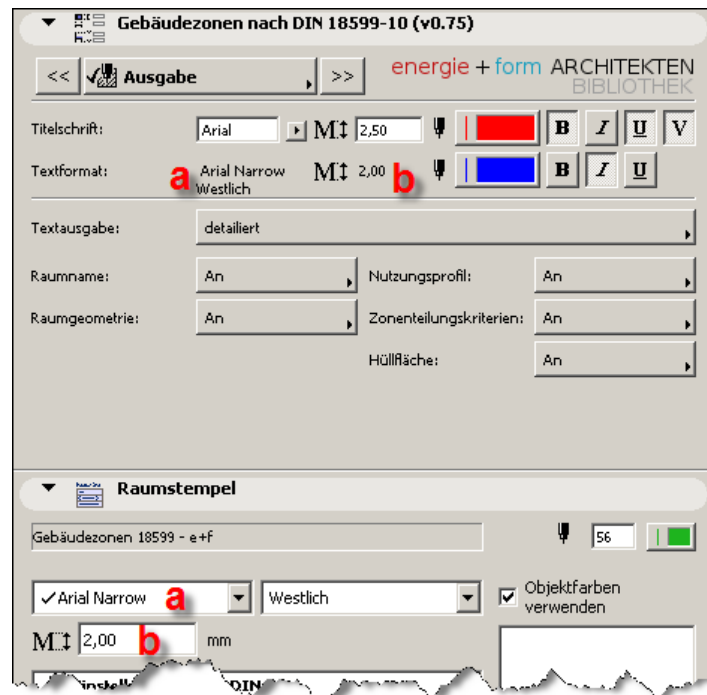 Gebäudezonen nach DIN 18599-10 (v0.75)
<< Ausgabe >> energie + form ARCHITEKTEN
BIBLIOTHEK
Titelschrift: Arial M 2,50 B I U V
Textformat: a Arial Narrow M 2,00 b B I U
Westlich
Textausgabe: detailiert
Raumname: An Nutzungsprofil: An
Raumgeometrie: An Zonenteilungskriterien: An
Hüllfläche: An
Raumstempel
Gebäudezonen 18599 - e+f 56
Arial Narrow a Westlich Objektfarben
verwenden
M 2,00 b mm